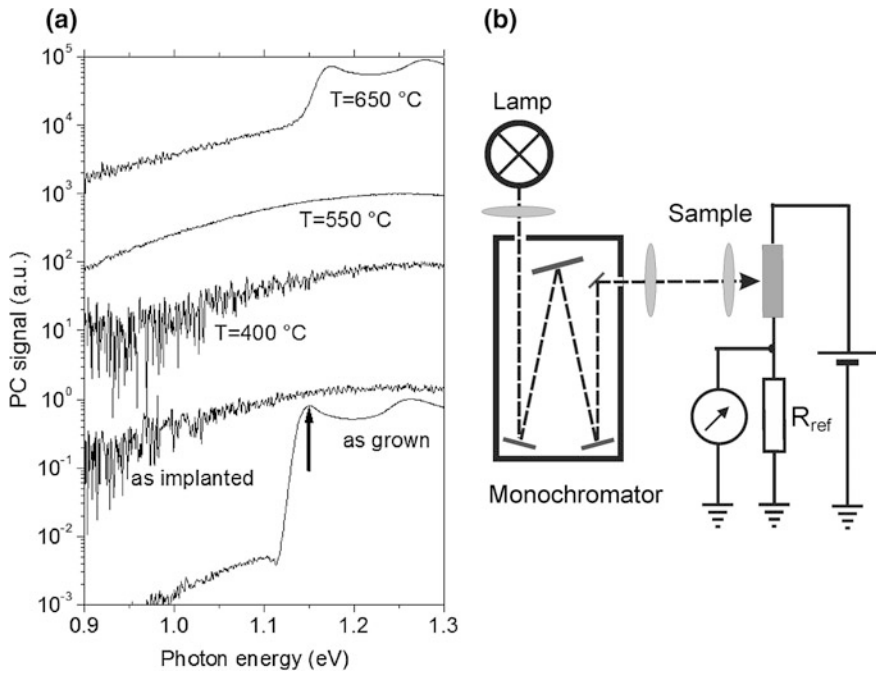 (a)
10^5
10^4
10^3
10^2
10^1
10^0
10^-1
10^-2
10^-3
PC signal (a.u.)
T=650 °C
T=550 °C
T=400 °C
as implanted
as grown
0.9 1.0 1.1 1.2 1.3
Photon energy (eV)
(b)
Lamp
Sample
R_ref
Monochromator